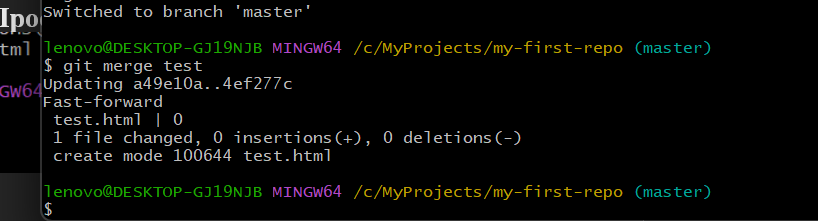 Switched to branch 'master'
lenovo@DESKTOP-GJ19NJB MINGW64 /c/MyProjects/my-first-repo (master)
$ git merge test
Updating a49e10a..4ef277c
Fast-forward
 test.html | 0
 1 file changed, 0 insertions(+), 0 deletions(-)
 create mode 100644 test.html
lenovo@DESKTOP-GJ19NJB MINGW64 /c/MyProjects/my-first-repo (master)
$
tml
GW64